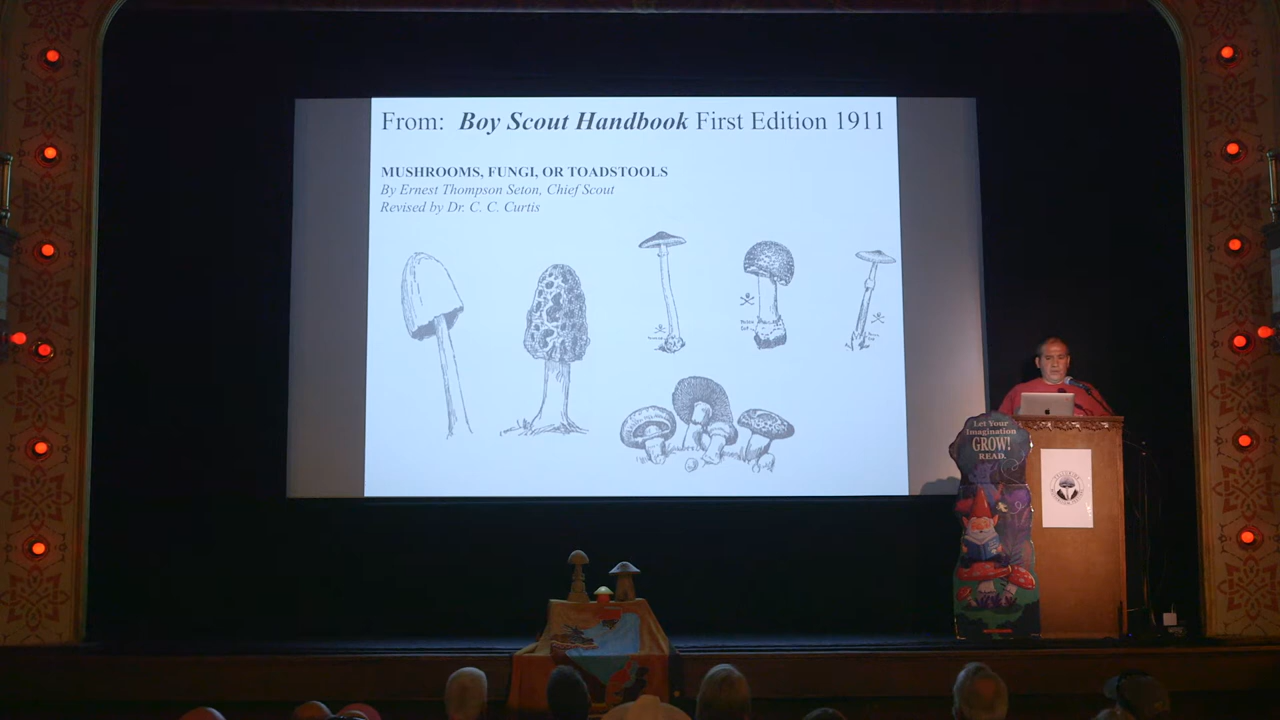 From: Boy Scout Handbook First Edition 1911
MUSHROOMS, FUNGI, OR TOADSTOOLS
By Ernest Thompson Seton, Chief Scout
Revised by Dr. C. C. Curtis
Let Your
Imagination
GROW!
READ.